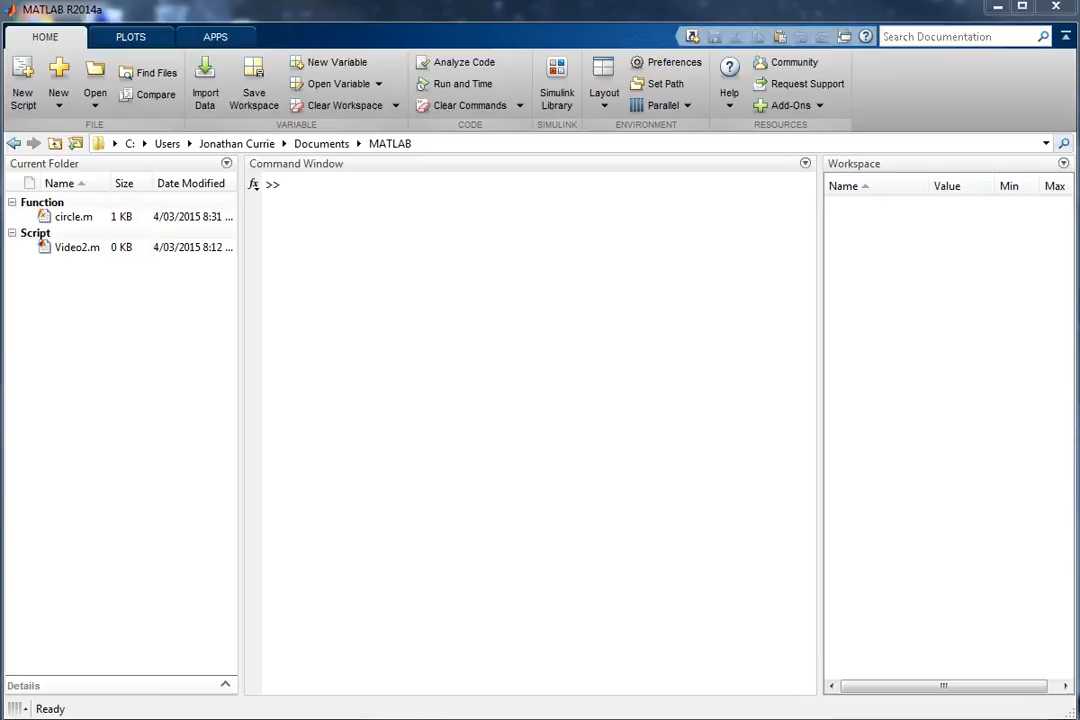 MATLAB R2014a
HOME PLOTS APPS Search Documentation
New Script
New
Open
Find Files
Compare
FILE
Import Data
Save Workspace
New Variable
Open Variable
Clear Workspace
VARIABLE
Analyze Code
Run and Time
Clear Commands
CODE
Simulink Library
SIMULINK
Layout
Preferences
Set Path
Parallel
ENVIRONMENT
Help
Community
Request Support
Add-Ons
RESOURCES
C: Users Jonathan Currie Documents MATLAB
Current Folder
Name Size Date Modified
Function
circle.m 1 KB 4/03/2015 8:31 ...
Script
Video2.m 0 KB 4/03/2015 8:12 ...
Details
Command Window
fx >>
Workspace
Name Value Min Max
Ready